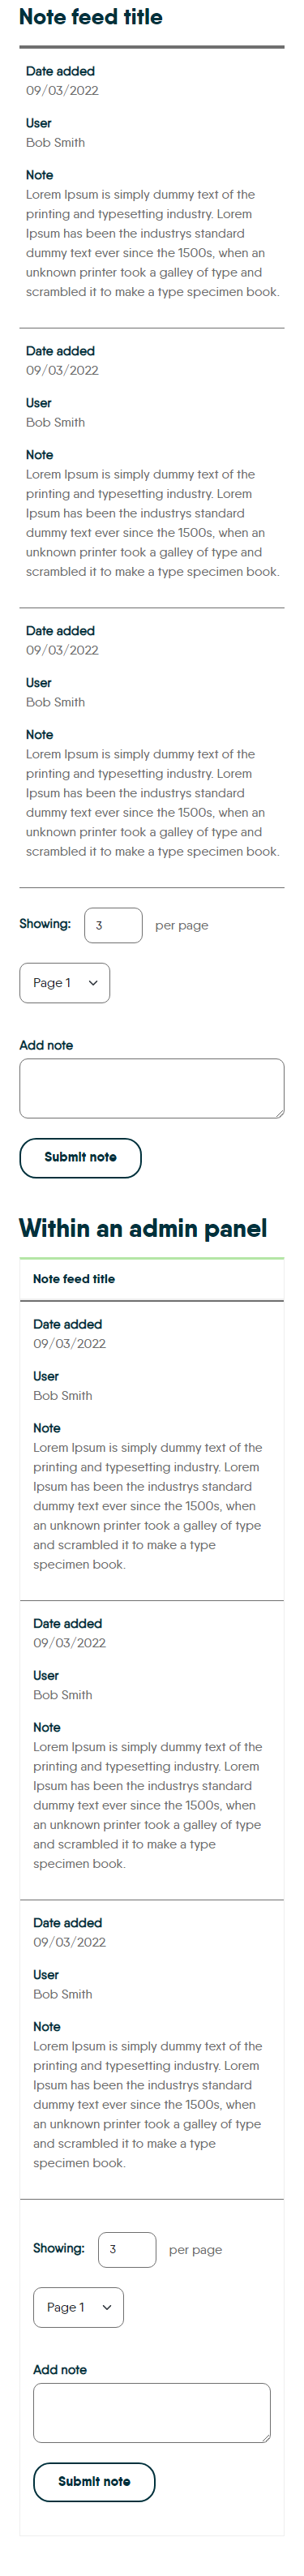 Note feed title
Date added
09/03/2022
User
Bob Smith
Note
Lorem Ipsum is simply dummy text of the
printing and typesetting industry. Lorem
Ipsum has been the industrys standard
dummy text ever since the 1500s, when an
unknown printer took a galley of type and
scrambled it to make a type specimen book.
Date added
09/03/2022
User
Bob Smith
Note
Lorem Ipsum is simply dummy text of the
printing and typesetting industry. Lorem
Ipsum has been the industrys standard
dummy text ever since the 1500s, when an
unknown printer took a galley of type and
scrambled it to make a type specimen book.
Date added
09/03/2022
User
Bob Smith
Note
Lorem Ipsum is simply dummy text of the
printing and typesetting industry. Lorem
Ipsum has been the industrys standard
dummy text ever since the 1500s, when an
unknown printer took a galley of type and
scrambled it to make a type specimen book.
Showing: 3 per page
Page 1
Add note
Submit note
Within an admin panel
Note feed title
Date added
09/03/2022
User
Bob Smith
Note
Lorem Ipsum is simply dummy text of the
printing and typesetting industry. Lorem
Ipsum has been the industrys standard
dummy text ever since the 1500s, when
an unknown printer took a galley of type
and scrambled it to make a type
specimen book.
Date added
09/03/2022
User
Bob Smith
Note
Lorem Ipsum is simply dummy text of the
printing and typesetting industry. Lorem
Ipsum has been the industrys standard
dummy text ever since the 1500s, when
an unknown printer took a galley of type
and scrambled it to make a type
specimen book.
Date added
09/03/2022
User
Bob Smith
Note
Lorem Ipsum is simply dummy text of the
printing and typesetting industry. Lorem
Ipsum has been the industrys standard
dummy text ever since the 1500s, when
an unknown printer took a galley of type
and scrambled it to make a type
specimen book.
Showing: 3 per page
Page 1
Add note
Submit note